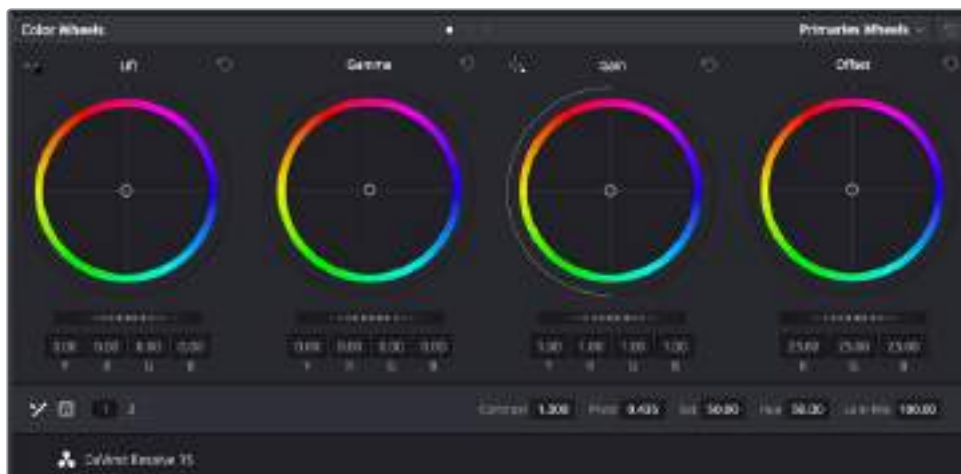 Color Wheels Primaries Wheels
Lift Gamma Gain Offset
0.00 0.00 0.00 0.00 0.00 0.00 0.00 0.00 1.00 1.00 1.00 1.00 25.00 25.00 25.00
Y R G B Y R G B Y R G B R G B
1 2 Contrast Pivot 0.435 Sat 50.00 Hue 50.00 Lum Mix 100.00
DaVinci Resolve 15